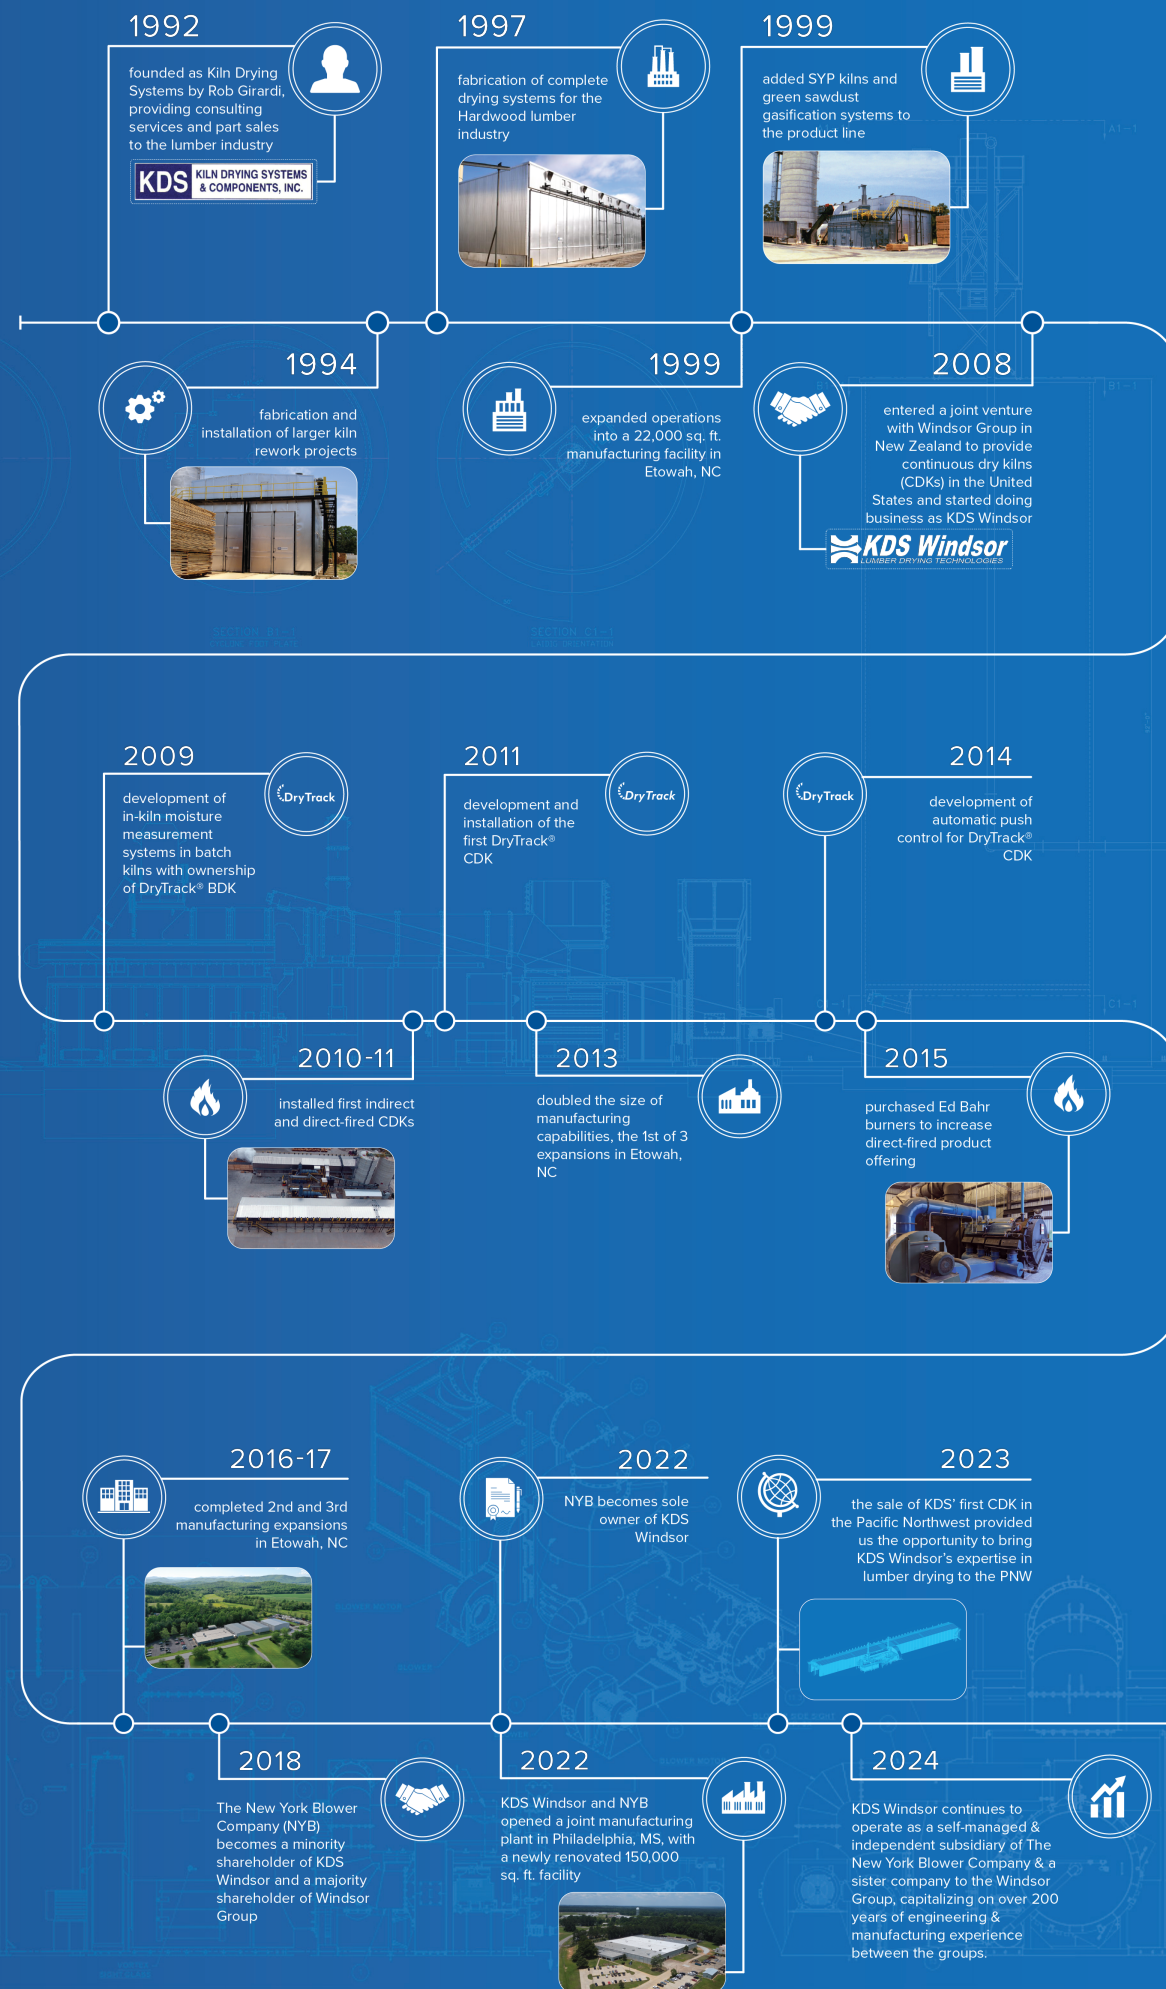 1992
founded as Kiln Drying
Systems by Rob Girardi,
providing consulting
services and part sales
to the lumber industry
KDS KILN DRYING SYSTEMS
& COMPONENTS, INC.
1994
fabrication and
installation of larger kiln
rework projects
1997
fabrication of complete
drying systems for the
Hardwood lumber
industry
1999
added SYP kilns and
green sawdust
gasification systems to
the product line
1999
expanded operations
into a 22,000 sq. ft.
manufacturing facility in
Etowah, NC
2008
entered a joint venture
with Windsor Group in
New Zealand to provide
continuous dry kilns
(CDKs) in the United
States and started doing
business as KDS Windsor
KDS Windsor
LUMBER DRYING TECHNOLOGIES
A1-1
B1-1
SECTION B1-1
SECTION C1-1
2009
DryTrack
development of
in-kiln moisture
measurement
systems in batch
kilns with ownership
of DryTrack® BDK
2010-11
installed first indirect
and direct-fired CDKs
2011
DryTrack
development and
installation of the
first DryTrack®
CDK
2013
doubled the size of
manufacturing
capabilities, the 1st of 3
expansions in Etowah,
NC
2014
DryTrack
development of
automatic push
control for DryTrack®
CDK
C1-1
C1-1
2015
purchased Ed Bahr
burners to increase
direct-fired product
offering
2016-17
completed 2nd and 3rd
manufacturing expansions
in Etowah, NC
2018
The New York Blower
Company (NYB)
becomes a minority
shareholder of KDS
Windsor and a majority
shareholder of Windsor
Group
2022
NYB becomes sole
owner of KDS
Windsor
2022
KDS Windsor and NYB
opened a joint manufacturing
plant in Philadelphia, MS, with
a newly renovated 150,000
sq. ft. facility
2023
the sale of KDS' first CDK in
the Pacific Northwest provided
us the opportunity to bring
KDS Windsor's expertise in
lumber drying to the PNW
2024
KDS Windsor continues to
operate as a self-managed &
independent subsidiary of The
New York Blower Company & a
sister company to the Windsor
Group, capitalizing on over 200
years of engineering &
manufacturing experience
between the groups.